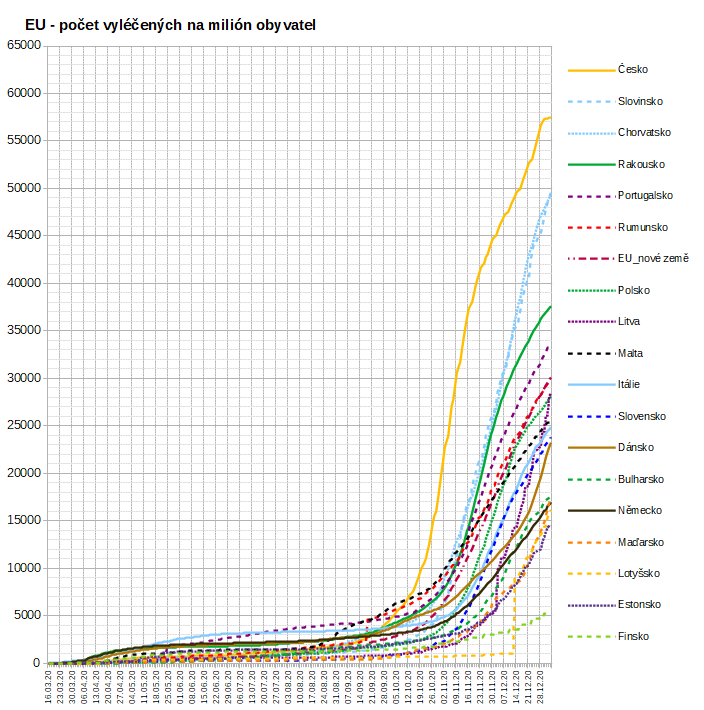 EU - počet vyléčených na milión obyvatel
65000
60000
55000
50000
45000
40000
35000
30000
25000
20000
15000
10000
5000
0
16.03.20
23.03.20
30.03.20
06.04.20
13.04.20
20.04.20
27.04.20
04.05.20
11.05.20
18.05.20
25.05.20
01.06.20
08.06.20
15.06.20
22.06.20
29.06.20
06.07.20
13.07.20
20.07.20
27.07.20
03.08.20
10.08.20
17.08.20
24.08.20
31.08.20
07.09.20
14.09.20
21.09.20
28.09.20
05.10.20
12.10.20
19.10.20
26.10.20
02.11.20
09.11.20
16.11.20
23.11.20
30.11.20
07.12.20
14.12.20
21.12.20
28.12.20
Česko
Slovinsko
Chorvatsko
Rakousko
Portugalsko
Rumunsko
EU_nové země
Polsko
Litva
Malta
Itálie
Slovensko
Dánsko
Bulharsko
Německo
Maďarsko
Lotyšsko
Estonsko
Finsko